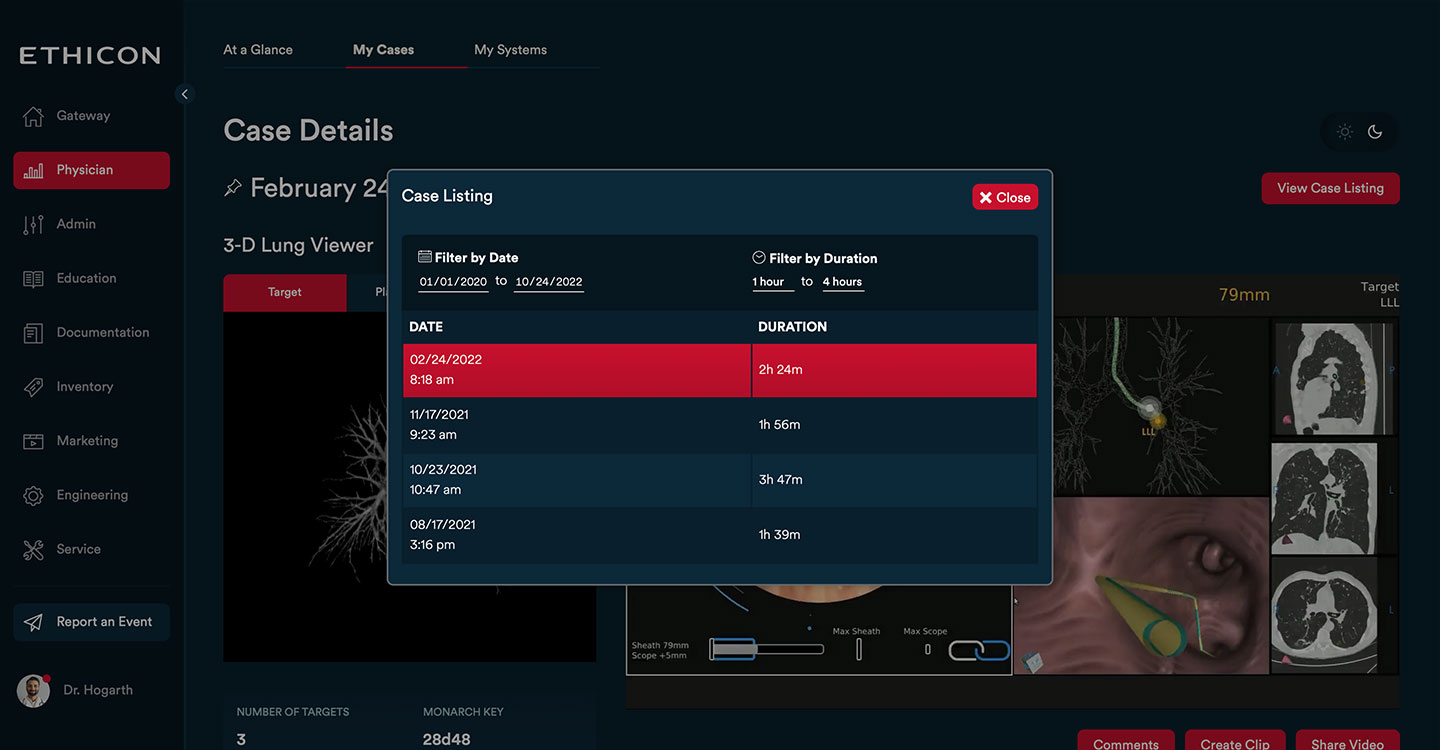 ETHICON
Gateway
Physician
Admin
Education
Documentation
Inventory
Marketing
Engineering
Service
Report an Event
Dr. Hogarth
At a Glance
My Cases
My Systems
Case Details
February 24
View Case Listing
3-D Lung Viewer
Target
Case Listing
Close
Filter by Date
01/01/2020 to 10/24/2022
Filter by Duration
1 hour to 4 hours
DATE DURATION
02/24/2022
8:18 am
2h 24m
11/17/2021
9:23 am
1h 56m
10/23/2021
10:47 am
3h 47m
08/17/2021
3:16 pm
1h 39m
79mm
Target
LLL
LLL
A
P
L
L
Sheath 79mm
Scope +5mm
Max Sheath
Max Scope
NUMBER OF TARGETS
3
MONARCH KEY
28d48
Comments
Create Clip
Share Video